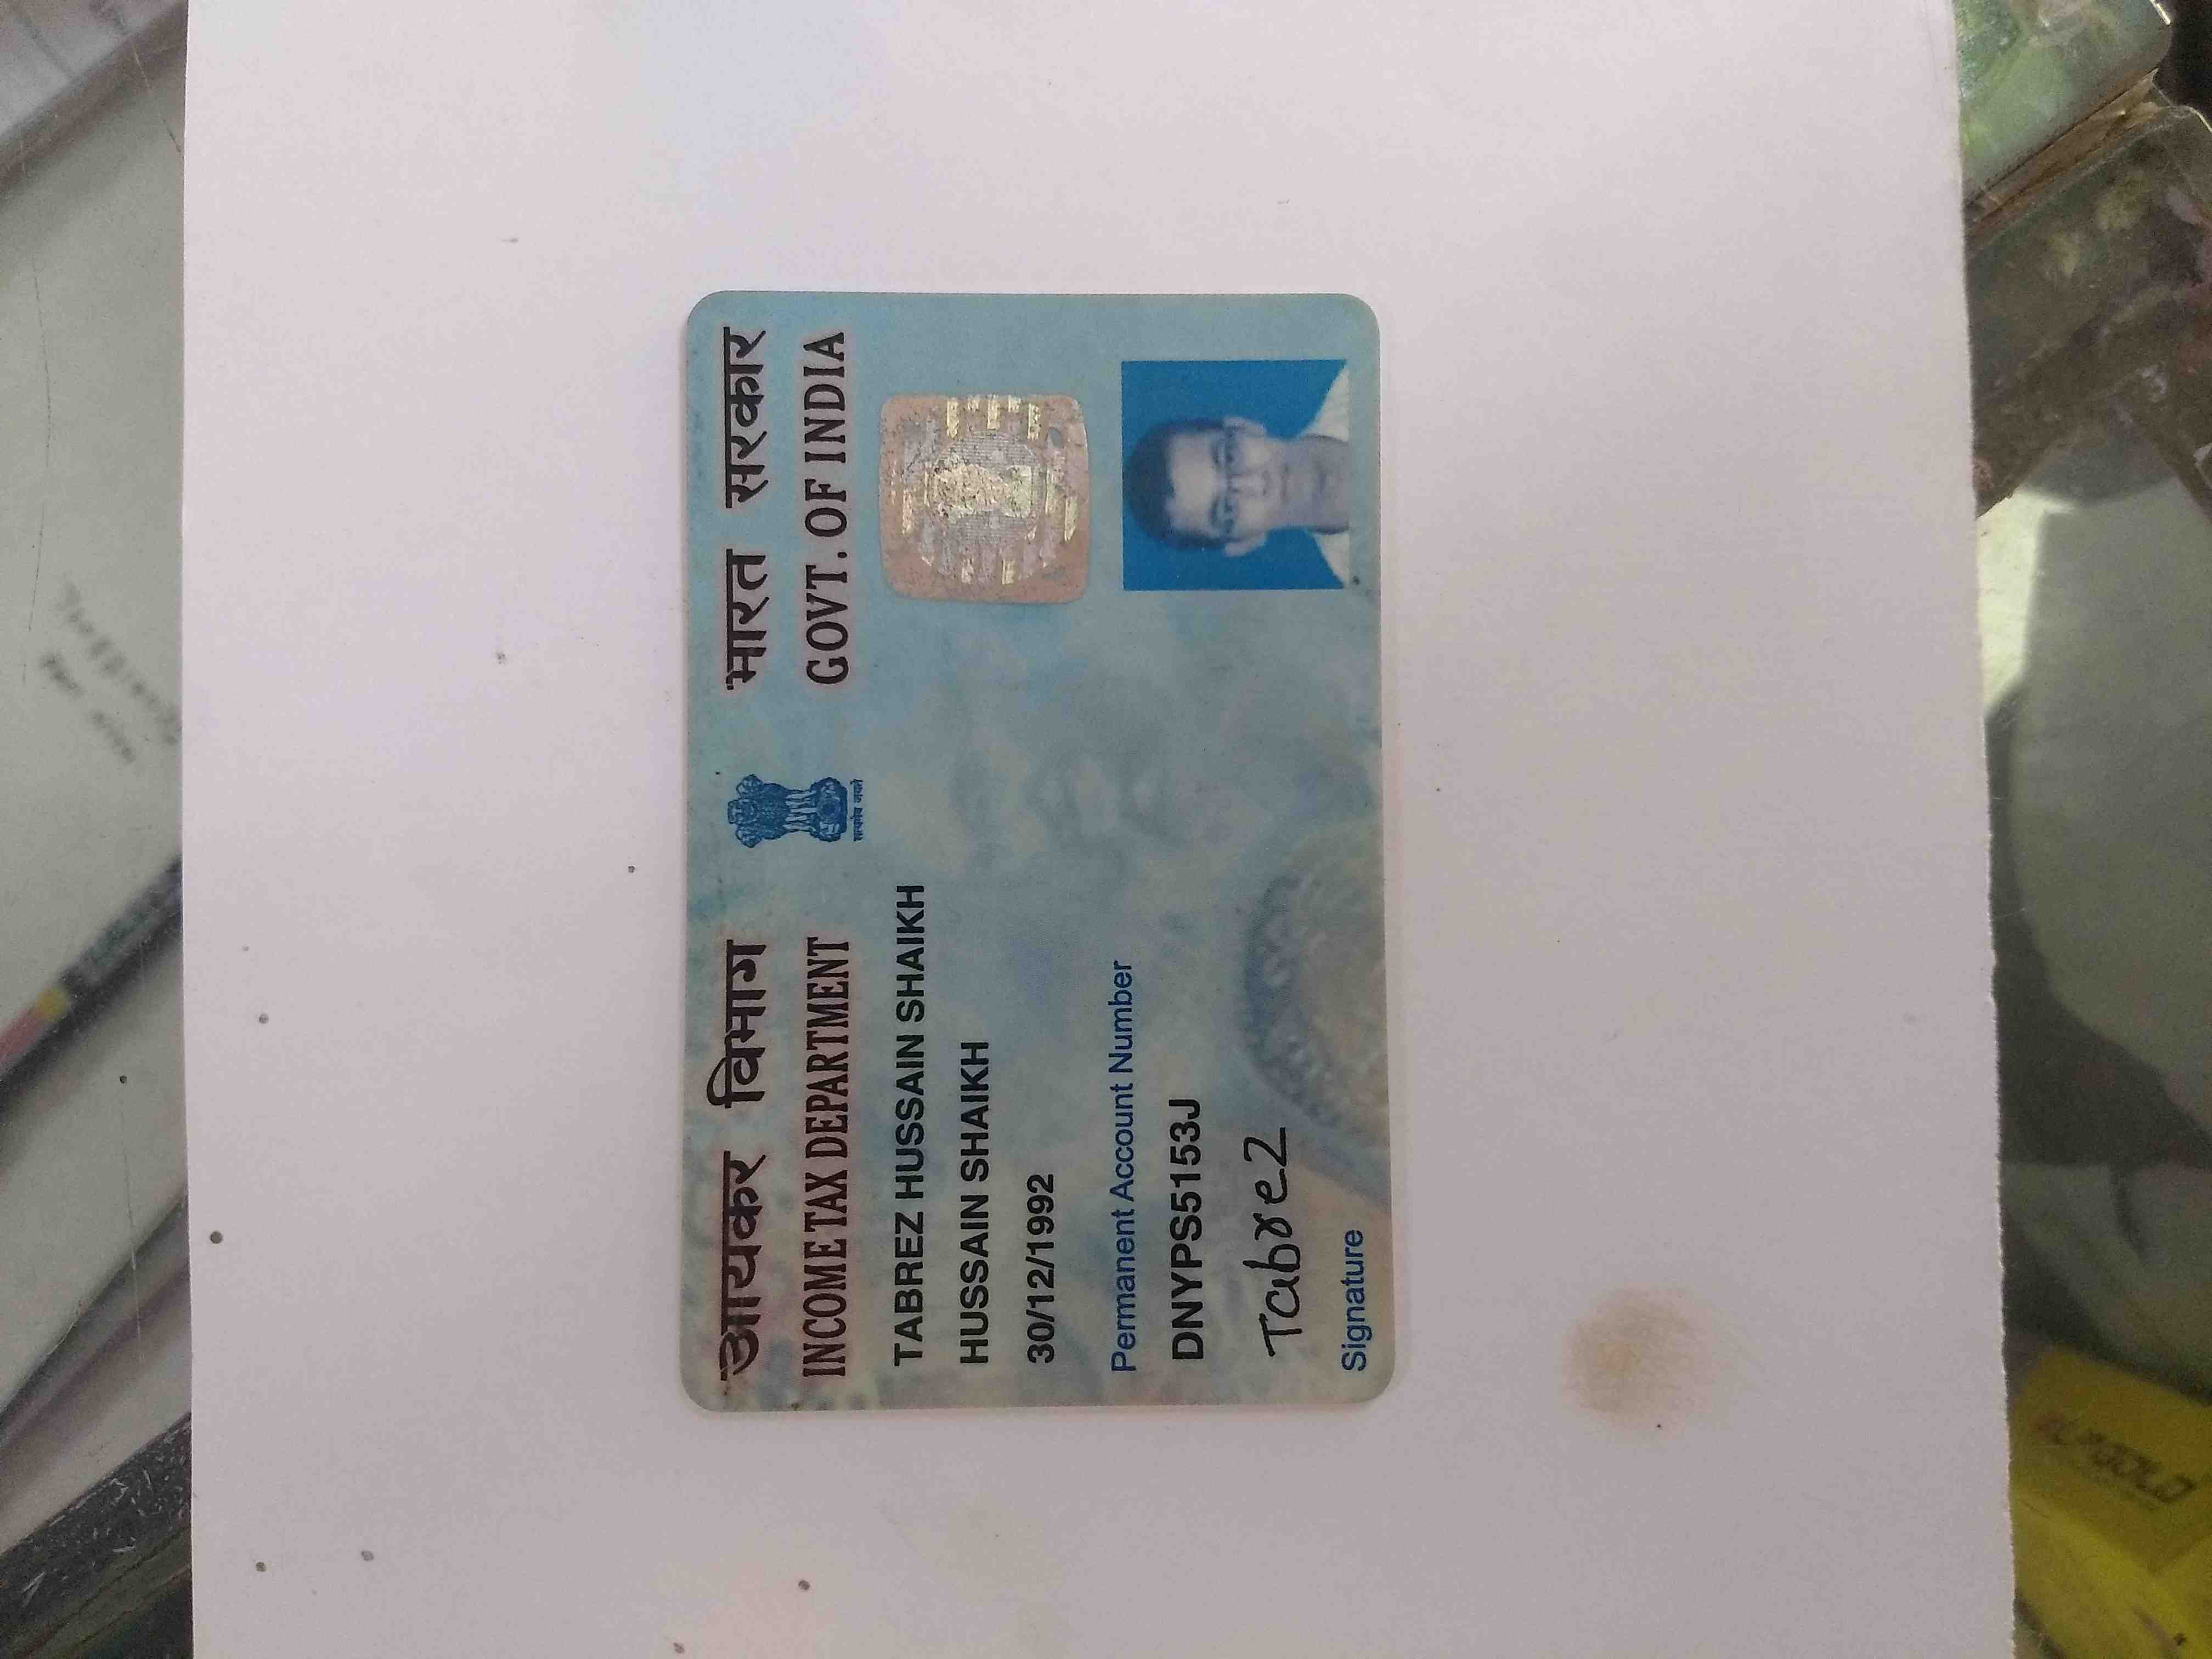 आयकर विभाग भारत सरकार
INCOME TAX DEPARTMENT GOVT. OF INDIA
सत्यमेव जयते
TABREZ HUSSAIN SHAIKH
HUSSAIN SHAIKH
30/12/1992
Permanent Account Number
DNYPS5153J
Tabrez
Signature